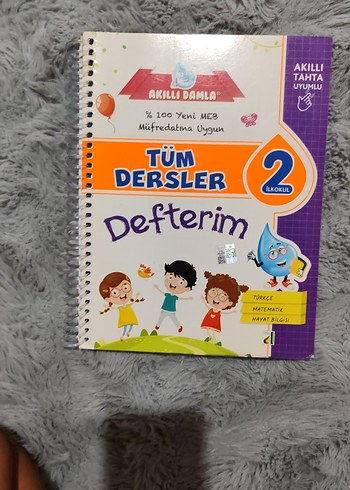 AKILLI DAMLA
% 100 Yeni MEB
Müfredatına Uygun
AKILLI
TAHTA
UYUMLU
TÜM
DERSLER
2
İLKOKUL
Defterim
TÜRKÇE
MATEMATİK
HAYAT BİLGİSİ